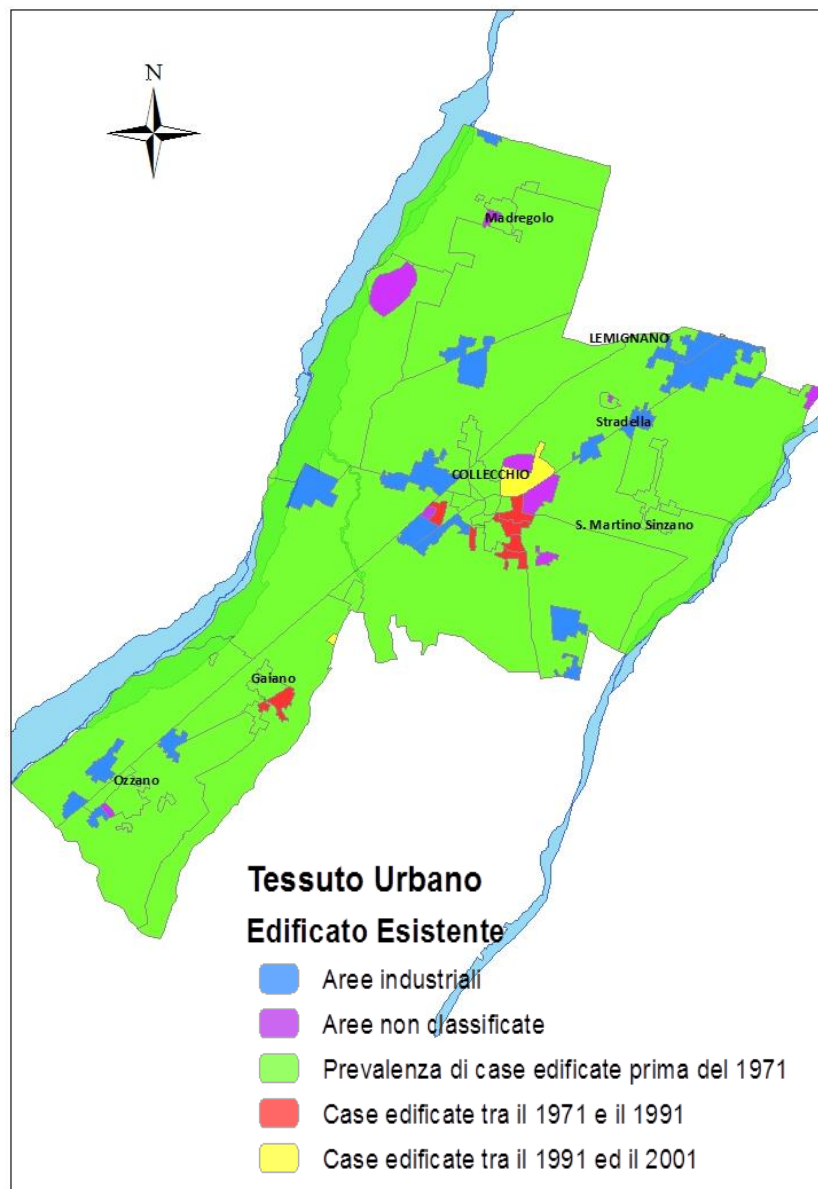 N
Madregolo
LEMIGNANO
Stradella
COLLECCHIO
S. Martino Sinzano
Gaiano
Ozzano
Tessuto Urbano
Edificato Esistente
Aree industriali
Aree non classificate
Prevalenza di case edificate prima del 1971
Case edificate tra il 1971 e il 1991
Case edificate tra il 1991 ed il 2001